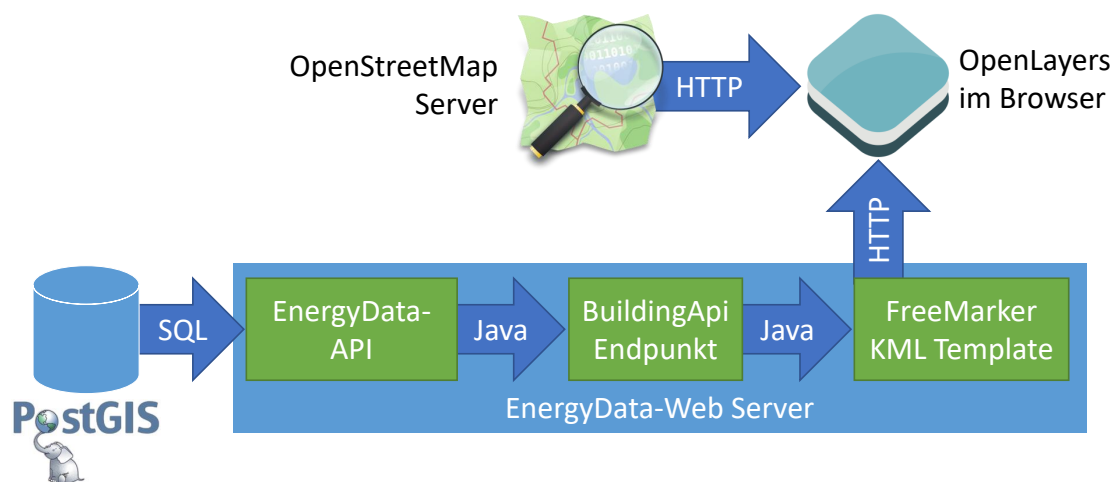 OpenStreetMap
Server
HTTP
OpenLayers
im Browser
HTTP
SQL
EnergyData-
API
Java
BuildingApi
Endpunkt
Java
FreeMarker
KML Template
EnergyData-Web Server
PostGIS